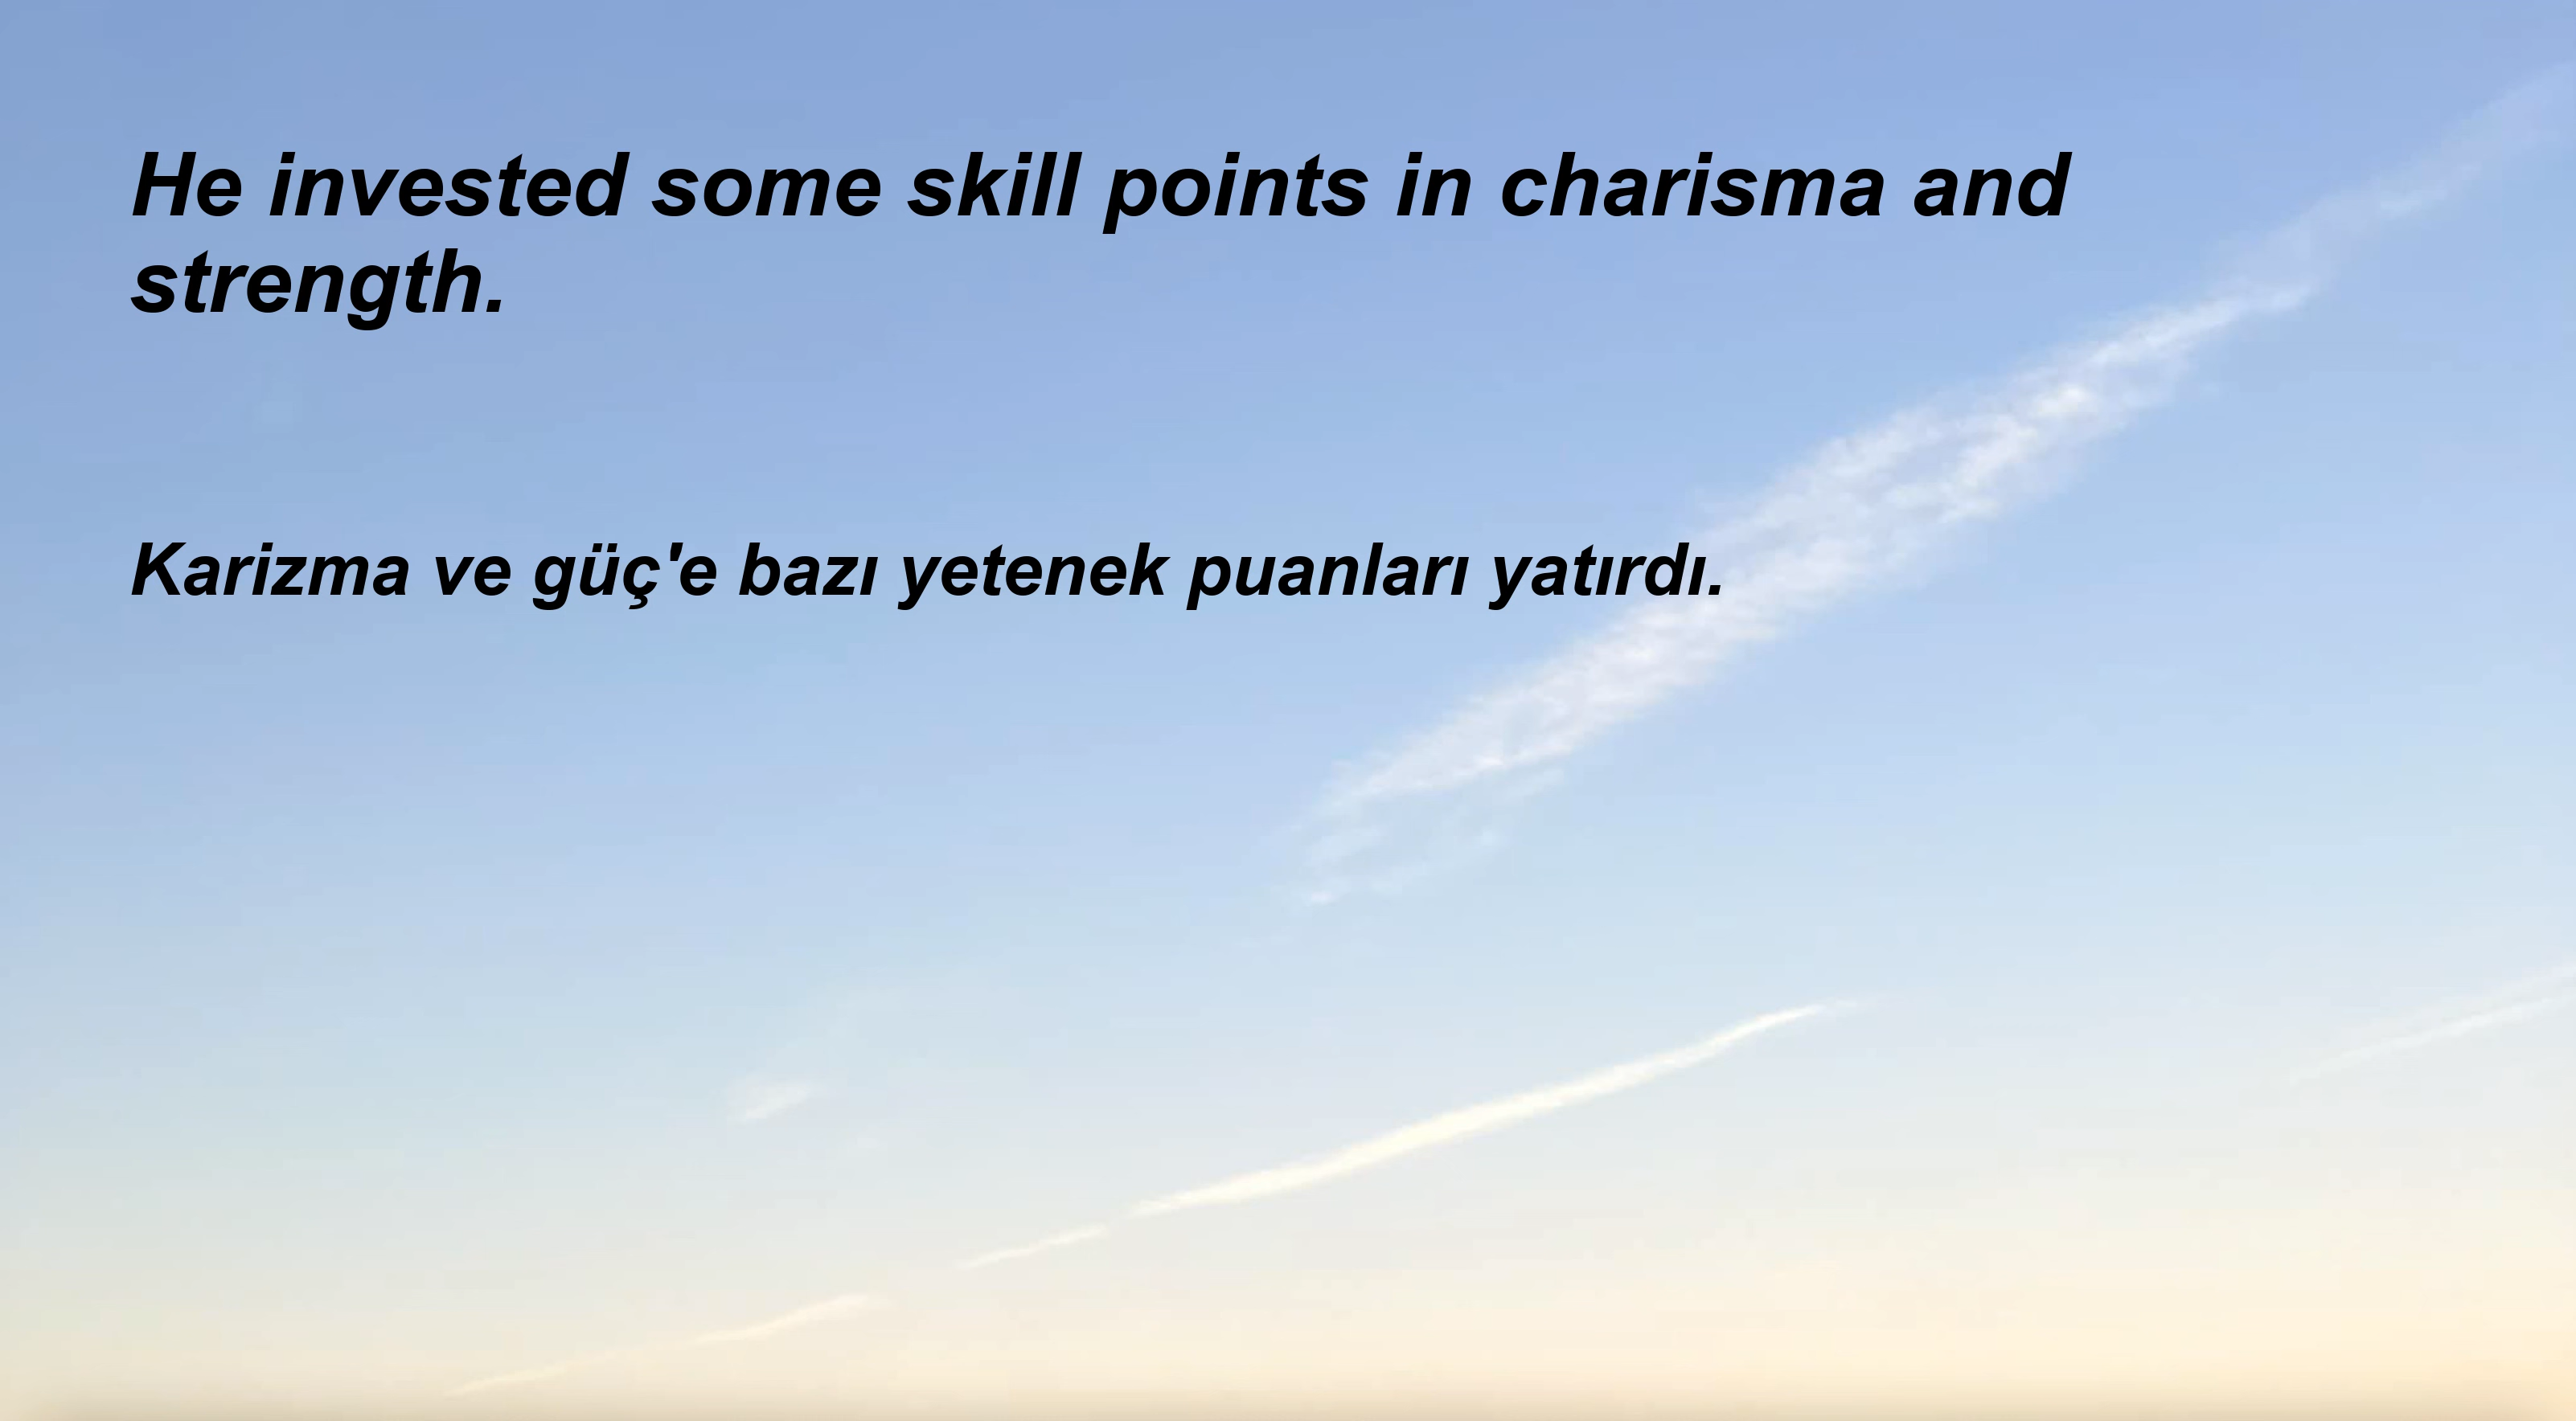 He invested some skill points in charisma and
strength.
Karizma ve güç'e bazı yetenek puanları yatırdı.